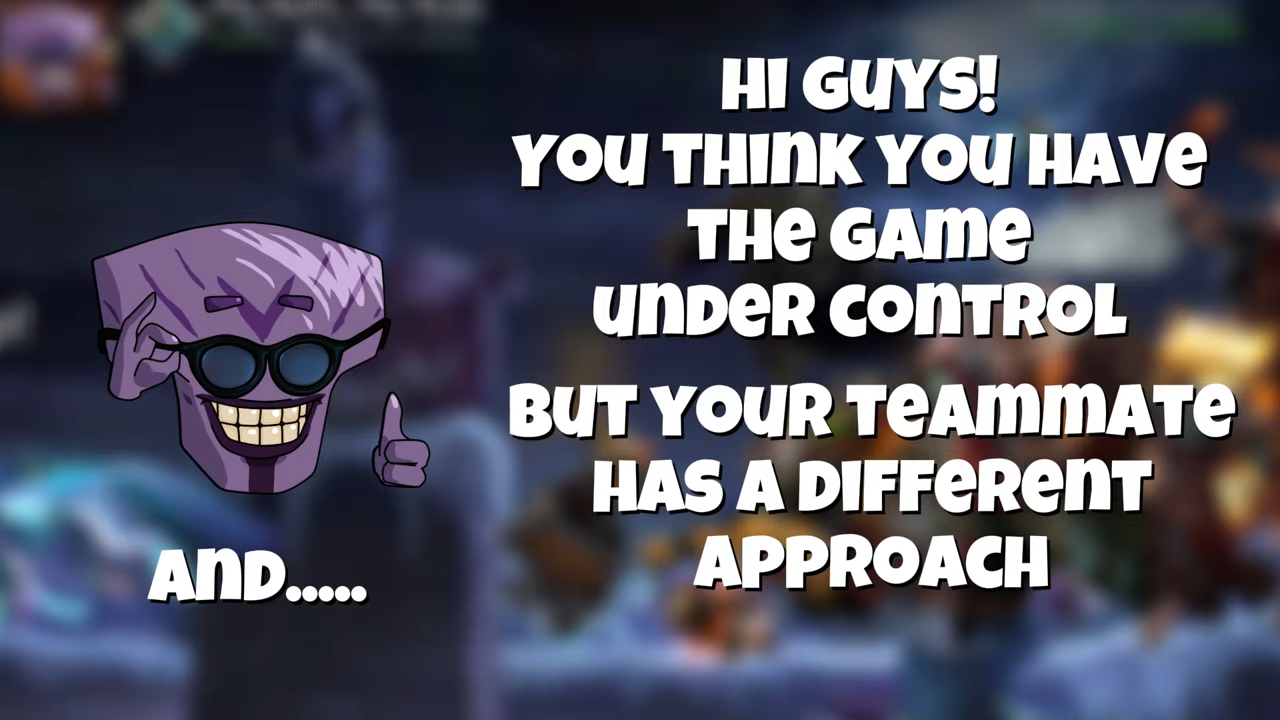 HI GUYS!
YOU THINK YOU HAVE
THE GAME
UNDER CONTROL
BUT YOUR TEAMMATE
HAS A DIFFERENT
APPROACH
AND.....